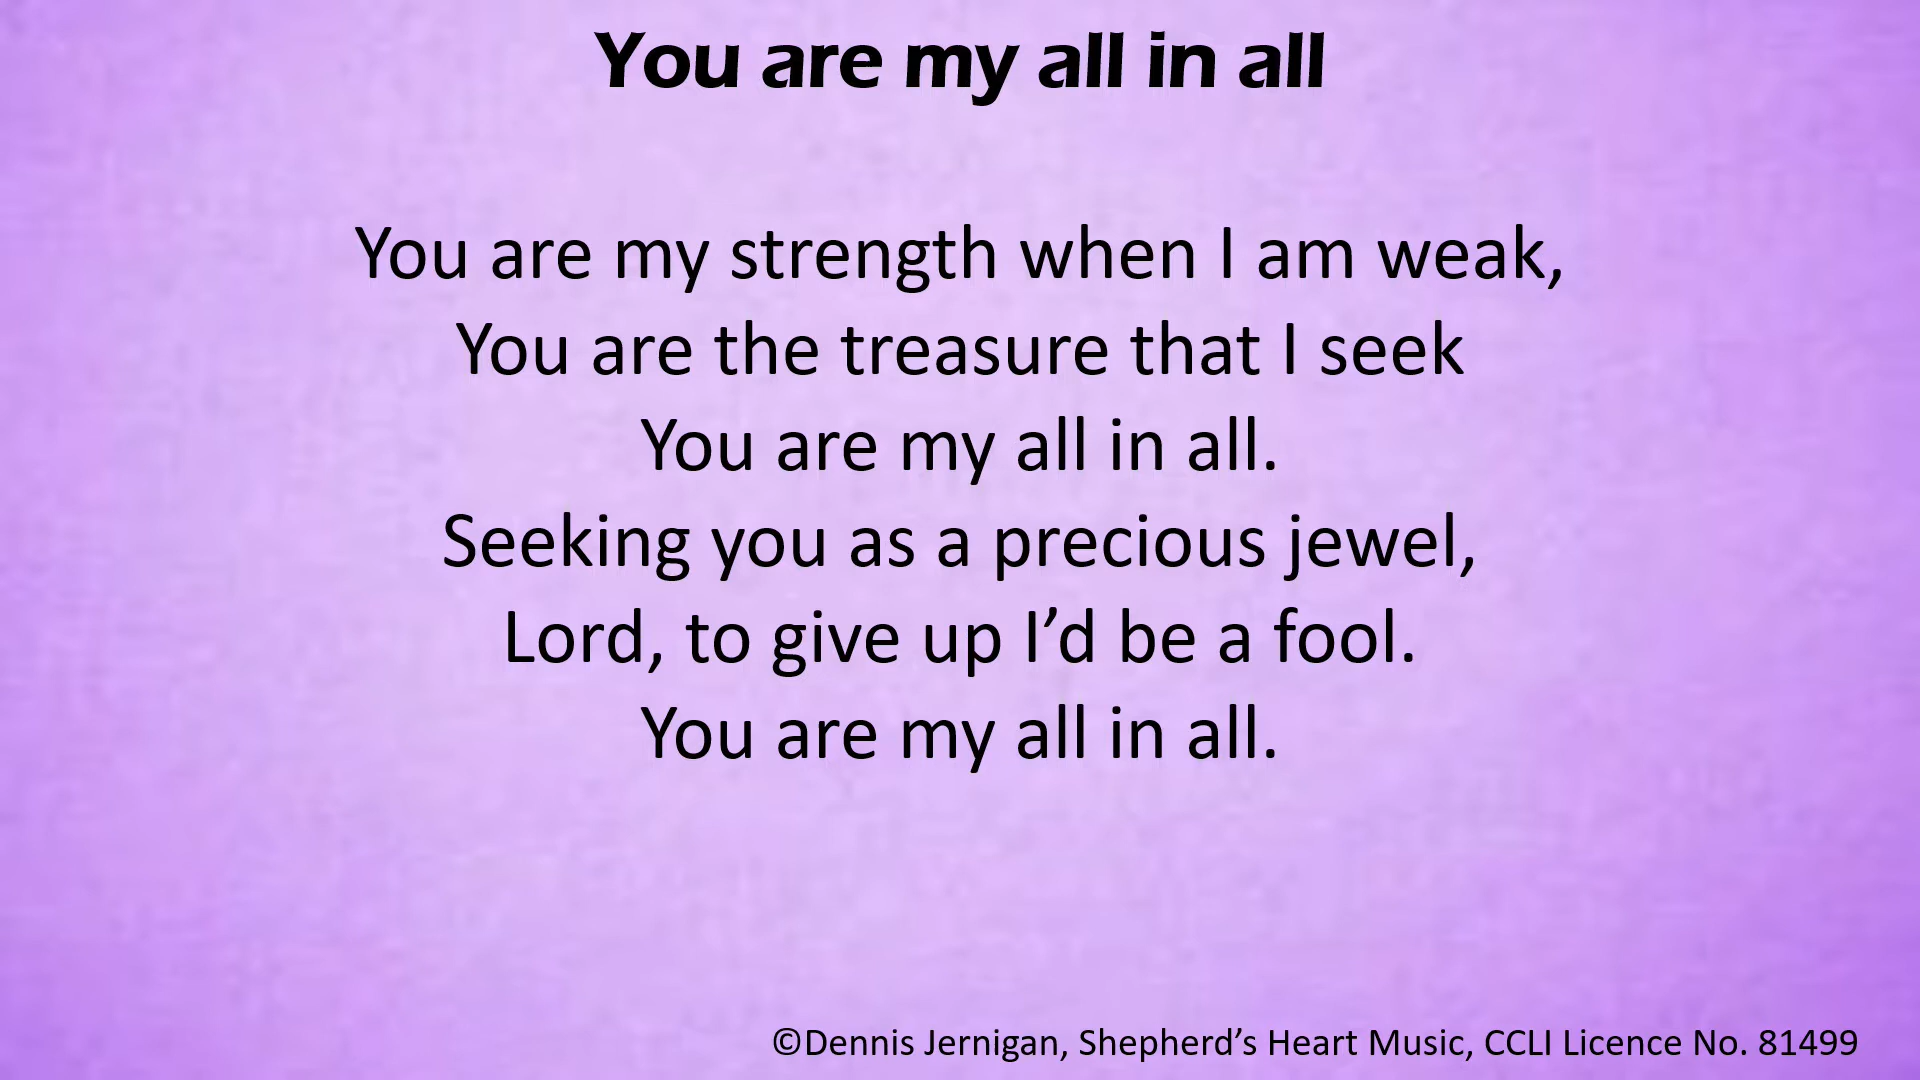 You are my all in all
You are my strength when I am weak,
You are the treasure that I seek
You are my all in all.
Seeking you as a precious jewel,
Lord, to give up I’d be a fool.
You are my all in all.
©Dennis Jernigan, Shepherd’s Heart Music, CCLI Licence No. 81499